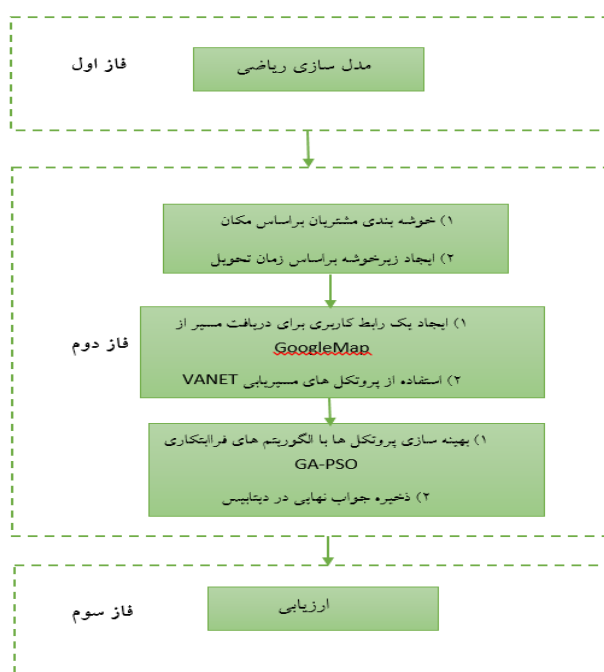 فاز اول
مدل سازی ریاضی
فاز دوم
۱) خوشه بندی مشتریان براساس مکان
۲) ایجاد زیرخوشه براساس زمان تحویل
۱) ایجاد یک رابط کاربری برای دریافت مسیر از
GoogleMap
۲) استفاده از پروتکل های مسیریابی VANET
۱) بهینه سازی پروتکل ها با الگوریتم های فراابتکاری
GA-PSO
۲) ذخیره جواب نهایی در دیتابیس
فاز سوم
ارزیابی